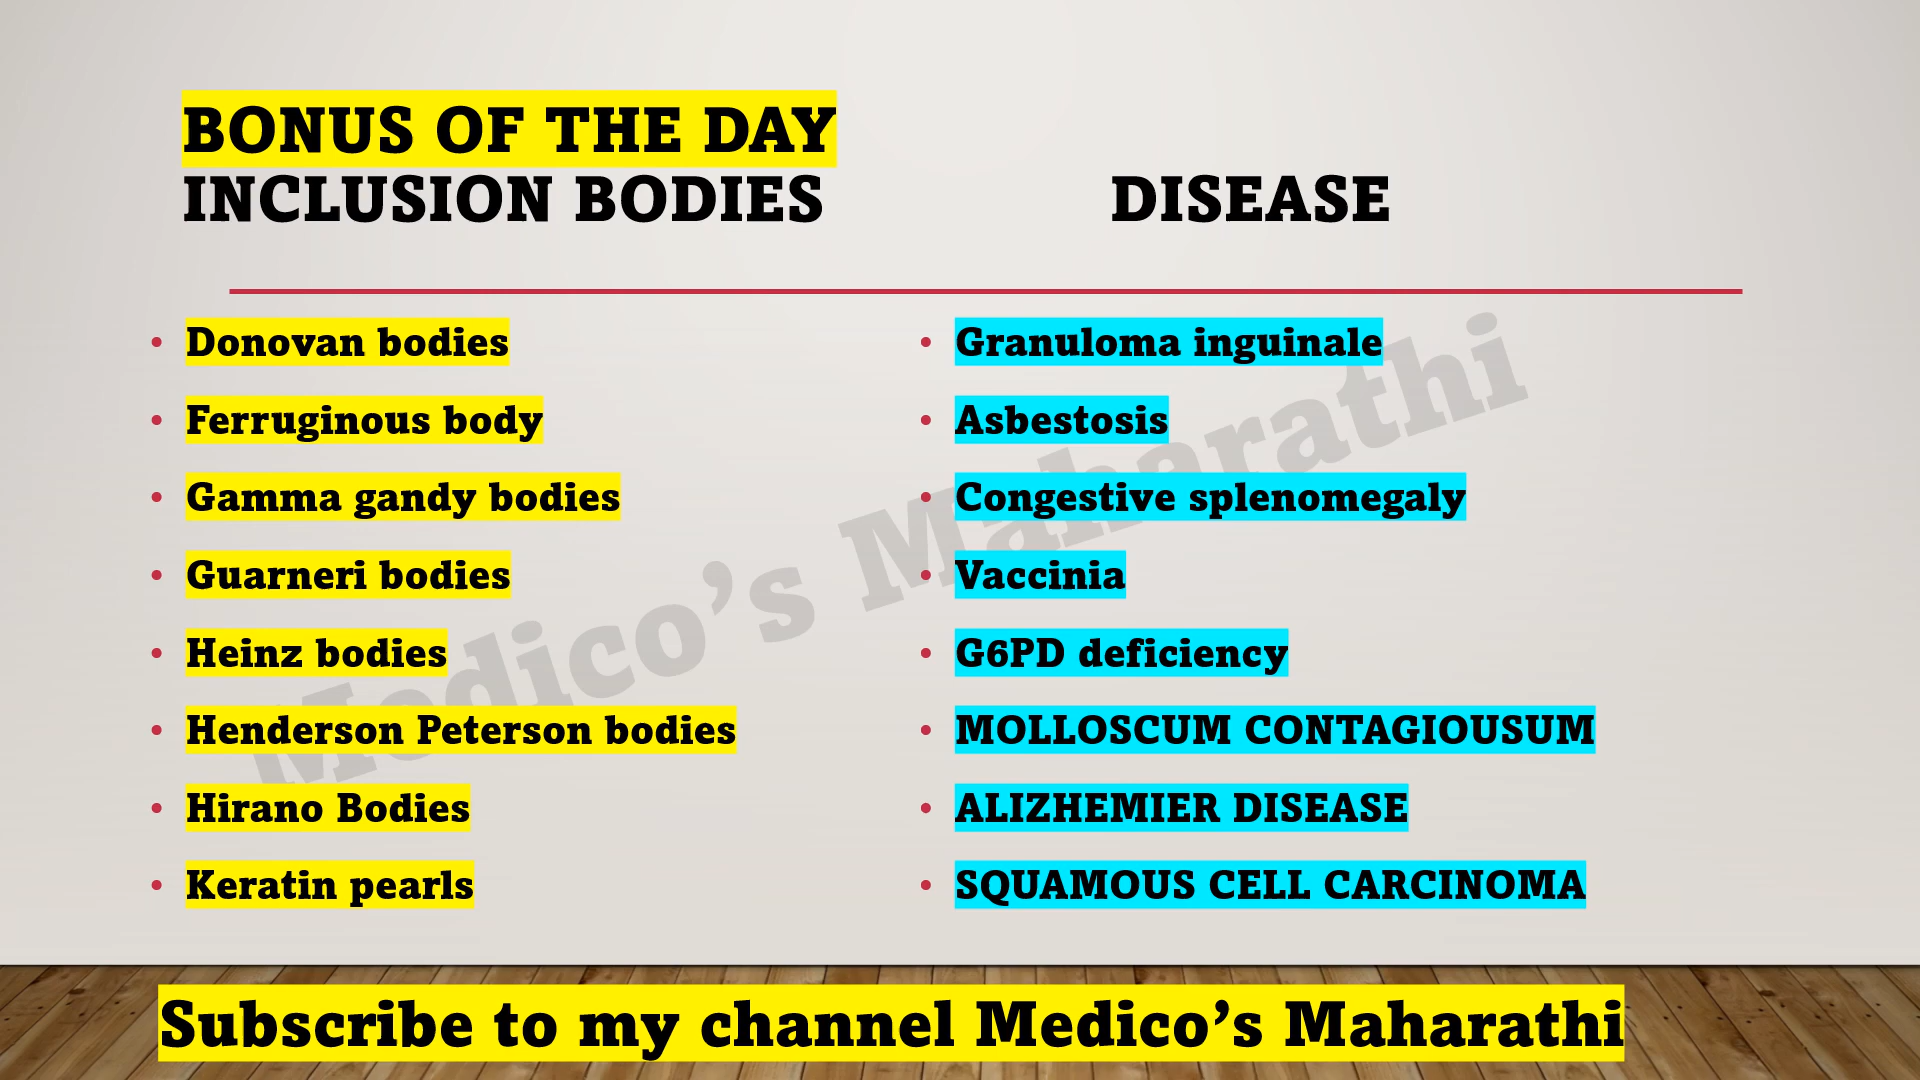 BONUS OF THE DAY
INCLUSION BODIES DISEASE
• Donovan bodies
• Ferruginous body
• Gamma gandy bodies
• Guarneri bodies
• Heinz bodies
• Henderson Peterson bodies
• Hirano Bodies
• Keratin pearls
• Granuloma inguinale
• Asbestosis
• Congestive splenomegaly
• Vaccinia
• G6PD deficiency
• MOLLOSCUM CONTAGIOUSUM
• ALIZHEMIER DISEASE
• SQUAMOUS CELL CARCINOMA
Medico’s Maharathi
Subscribe to my channel Medico’s Maharathi